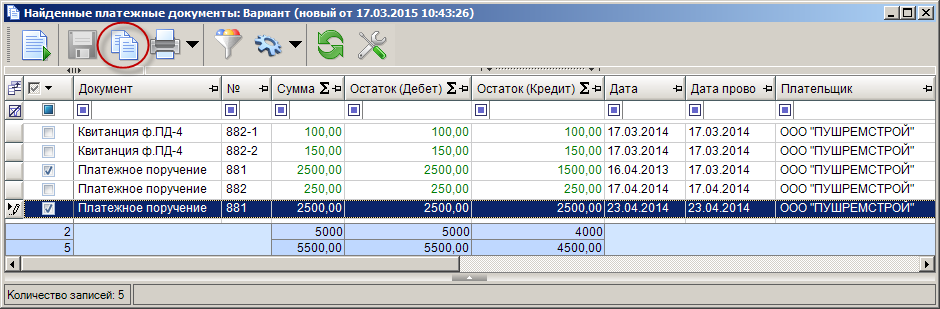 Найденные платежные документы: Вариант (новый от 17.03.2015 10:43:26)
Документ № Сумма Σ Остаток (Дебет) Σ Остаток (Кредит) Σ Дата Дата прово Плательщик
Квитанция ф.ПД-4 882-1 100,00 100,00 100,00 17.03.2014 17.03.2014 ООО "ПУШРЕМСТРОЙ"
Квитанция ф.ПД-4 882-2 150,00 150,00 150,00 17.03.2014 17.03.2014 ООО "ПУШРЕМСТРОЙ"
Платежное поручение 881 2500,00 2500,00 1500,00 16.04.2013 17.03.2014 ООО "ПУШРЕМСТРОЙ"
Платежное поручение 882 250,00 250,00 250,00 17.04.2014 17.04.2014 ООО "ПУШРЕМСТРОЙ"
Платежное поручение 881 2500,00 2500,00 2500,00 23.04.2014 23.04.2014 ООО "ПУШРЕМСТРОЙ"
2 5000 5000 4000
5 5500,00 5500,00 4500,00
Количество записей: 5